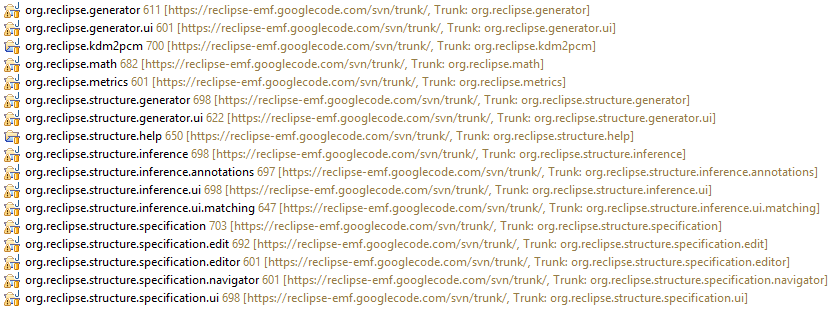 org.reclipse.generator 611 [https://reclipse-emf.googlecode.com/svn/trunk/, Trunk: org.reclipse.generator]
org.reclipse.generator.ui 601 [https://reclipse-emf.googlecode.com/svn/trunk/, Trunk: org.reclipse.generator.ui]
org.reclipse.kdm2pcm 700 [https://reclipse-emf.googlecode.com/svn/trunk/, Trunk: org.reclipse.kdm2pcm]
org.reclipse.math 682 [https://reclipse-emf.googlecode.com/svn/trunk/, Trunk: org.reclipse.math]
org.reclipse.metrics 601 [https://reclipse-emf.googlecode.com/svn/trunk/, Trunk: org.reclipse.metrics]
org.reclipse.structure.generator 698 [https://reclipse-emf.googlecode.com/svn/trunk/, Trunk: org.reclipse.structure.generator]
org.reclipse.structure.generator.ui 622 [https://reclipse-emf.googlecode.com/svn/trunk/, Trunk: org.reclipse.structure.generator.ui]
org.reclipse.structure.help 650 [https://reclipse-emf.googlecode.com/svn/trunk/, Trunk: org.reclipse.structure.help]
org.reclipse.structure.inference 698 [https://reclipse-emf.googlecode.com/svn/trunk/, Trunk: org.reclipse.structure.inference]
org.reclipse.structure.inference.annotations 697 [https://reclipse-emf.googlecode.com/svn/trunk/, Trunk: org.reclipse.structure.inference.annotations]
org.reclipse.structure.inference.ui 698 [https://reclipse-emf.googlecode.com/svn/trunk/, Trunk: org.reclipse.structure.inference.ui]
org.reclipse.structure.inference.ui.matching 647 [https://reclipse-emf.googlecode.com/svn/trunk/, Trunk: org.reclipse.structure.inference.ui.matching]
org.reclipse.structure.specification 703 [https://reclipse-emf.googlecode.com/svn/trunk/, Trunk: org.reclipse.structure.specification]
org.reclipse.structure.specification.edit 692 [https://reclipse-emf.googlecode.com/svn/trunk/, Trunk: org.reclipse.structure.specification.edit]
org.reclipse.structure.specification.editor 601 [https://reclipse-emf.googlecode.com/svn/trunk/, Trunk: org.reclipse.structure.specification.editor]
org.reclipse.structure.specification.navigator 601 [https://reclipse-emf.googlecode.com/svn/trunk/, Trunk: org.reclipse.structure.specification.navigator]
org.reclipse.structure.specification.ui 698 [https://reclipse-emf.googlecode.com/svn/trunk/, Trunk: org.reclipse.structure.specification.ui]